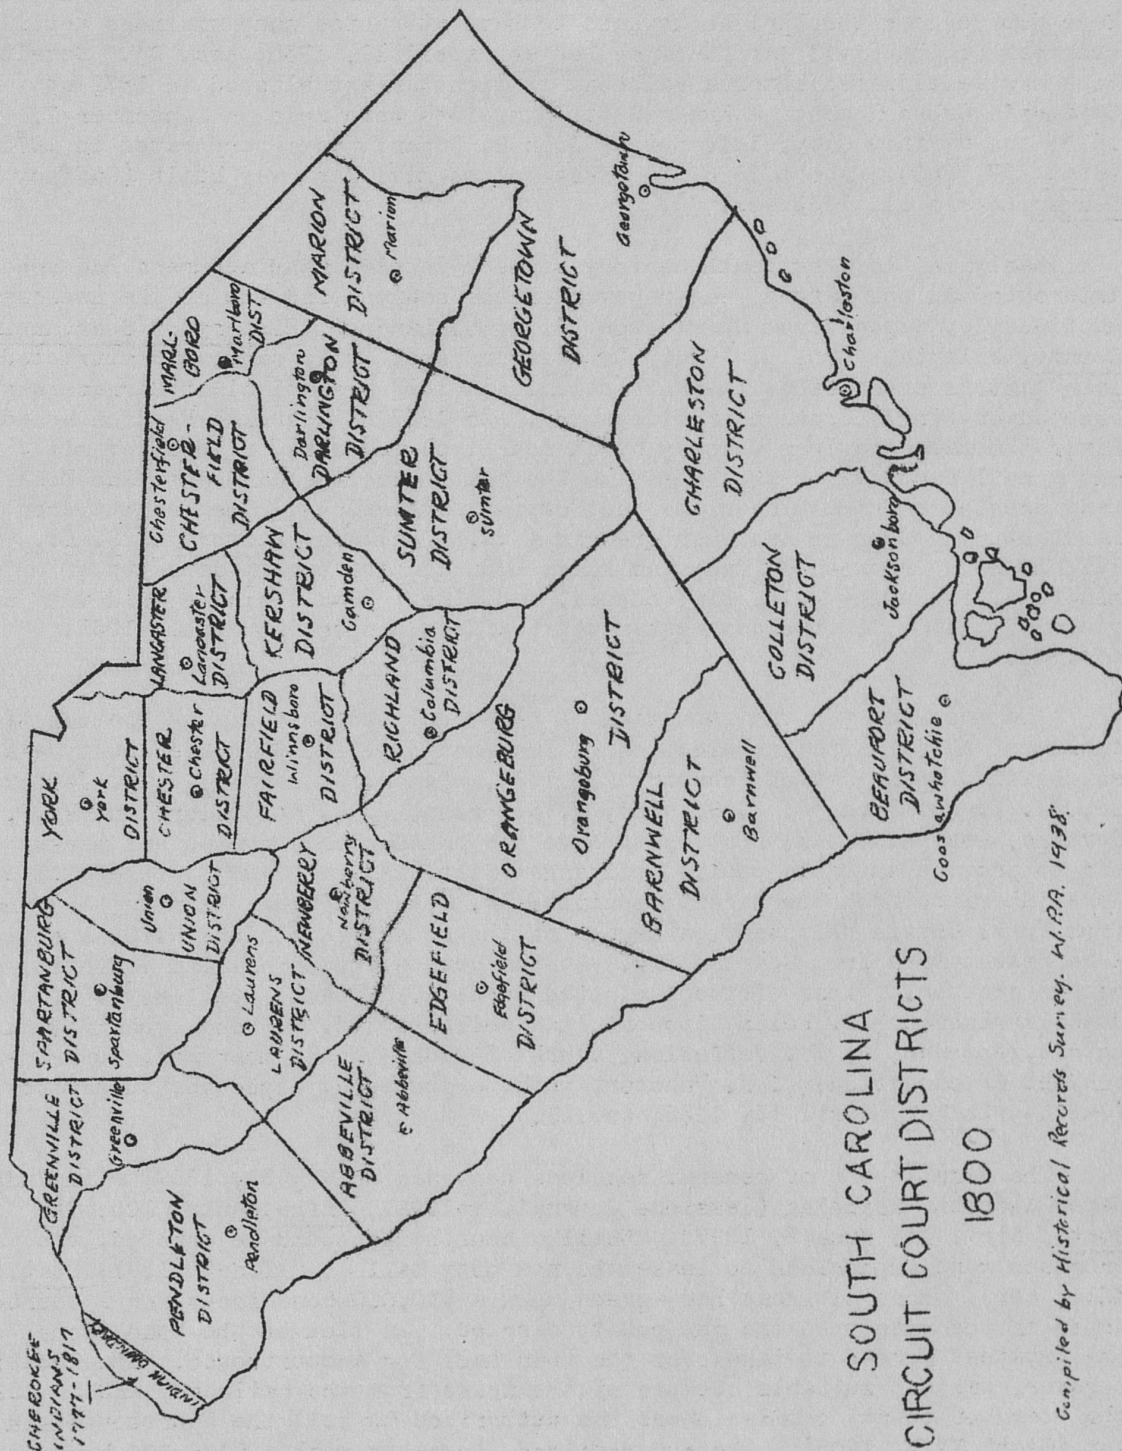 CHEROKEE
INDIANS
1777-1817
INDIAN BOUNDARY
PENDLETON
DISTRICT
Pendleton
GREENVILLE
DISTRICT
Greenville
SPARTANBURG
DISTRICT
Spartanburg
ABBEVILLE
DISTRICT
Abbeville
LAURENS
DISTRICT
Laurens
UNION
DISTRICT
Union
YORK
DISTRICT
York
CHESTER
DISTRICT
Chester
NEWBERRY
DISTRICT
Newberry
EDGEFIELD
DISTRICT
Edgefield
FAIRFIELD
DISTRICT
Winnsboro
LANCASTER
DISTRICT
Lancaster
KERSHAW
DISTRICT
Camden
RICHLAND
DISTRICT
Columbia
ORANGEBURG
DISTRICT
Orangeburg
BARNWELL
DISTRICT
Barnwell
Chesterfield
CHESTER-
FIELD
DISTRICT
MARL-
BORO
DIST
Marlboro
Darlington
DARLINGTON
DISTRICT
MARION
DISTRICT
Marion
SUMTER
DISTRICT
Sumter
GEORGETOWN
DISTRICT
Georgetown
CHARLESTON
DISTRICT
Charleston
COLLETON
DISTRICT
Jacksonboro
BEAUFORT
DISTRICT
Coosawhatchie
SOUTH CAROLINA
CIRCUIT COURT DISTRICTS
1800
Compiled by Historical Records Survey. W.P.A. 1938.